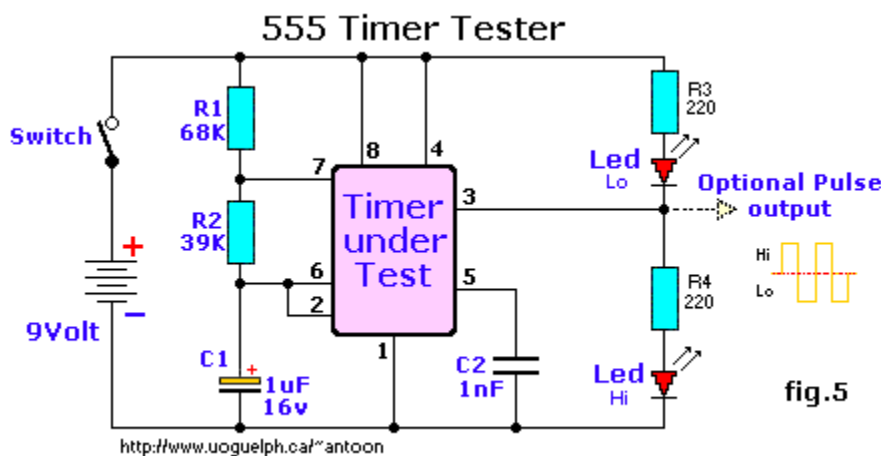 555 Timer Tester
R1
68K
Switch
7
8
4
R3
220
Led
Lo
3
Optional Pulse
output
R2
39K
Timer
under
Test
6
2
5
Hi
Lo
R4
220
+
-
9Volt
1
C1
+
1uF
16v
C2
1nF
Led
Hi
fig.5
http://www.uoguelph.ca/~antoon